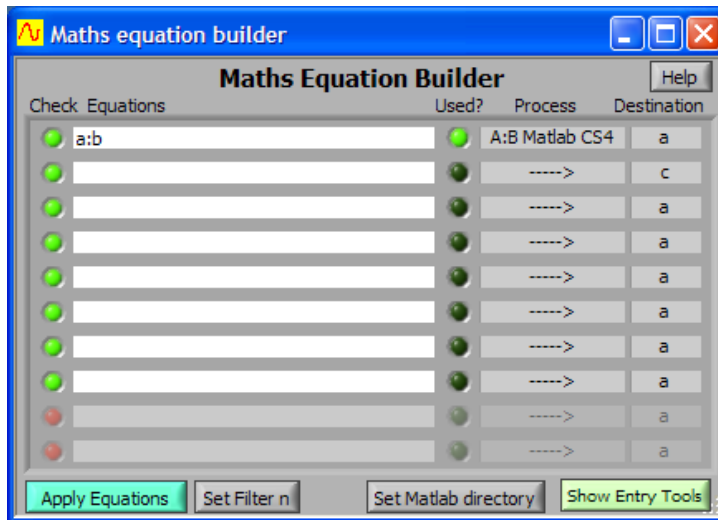 Maths equation builder
Maths Equation Builder
Help
Check Equations Used? Process Destination
a:b A:B Matlab CS4 a
-----> c
-----> a
-----> a
-----> a
-----> a
-----> a
-----> a
-----> a
-----> a
Apply Equations Set Filter n Set Matlab directory Show Entry Tools